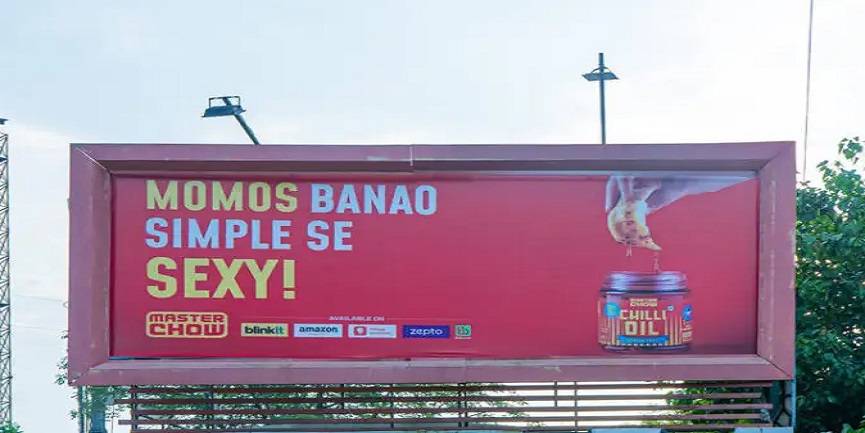 MOMOS BANAO
SIMPLE SE
SEXY!
MASTER
CHOW
AVAILABLE ON
blinkit
amazon
zepto
MASTER
CHOW
CHILLI
OIL